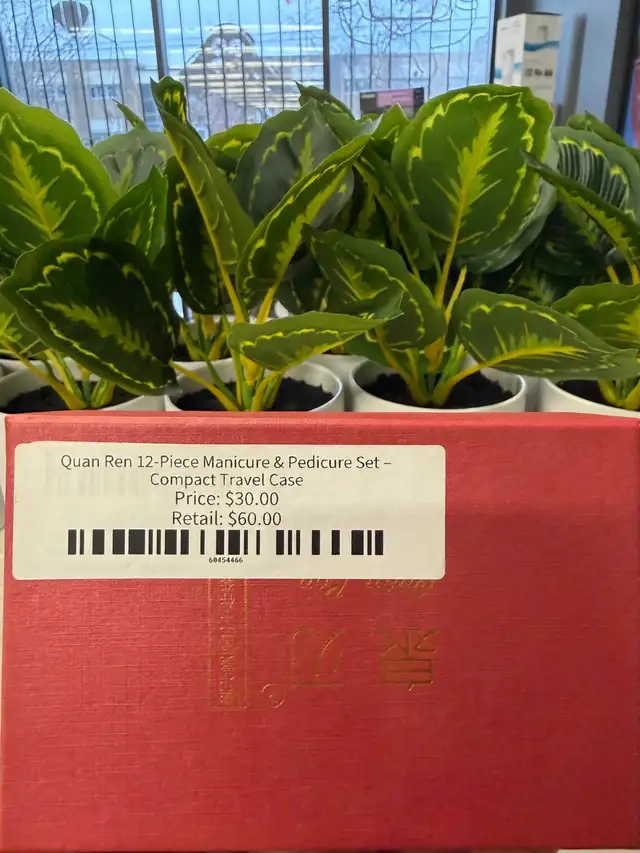 Quan Ren 12-Piece Manicure & Pedicure Set –
Compact Travel Case
Price: $30.00
Retail: $60.00
60454466